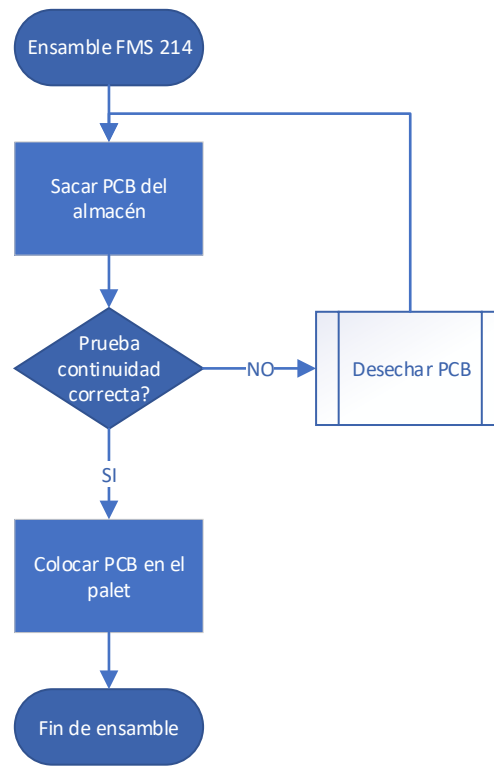 Ensamble FMS 214
Sacar PCB del
almacén
Prueba
continuidad
correcta?
NO
Desechar PCB
SI
Colocar PCB en el
palet
Fin de ensamble